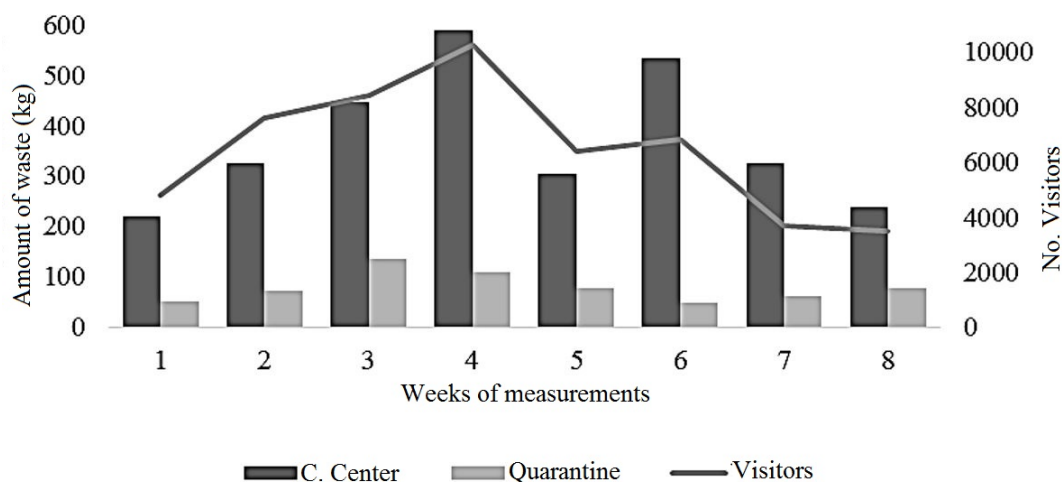 Amount of waste (kg)
600
500
400
300
200
100
0
No. Visitors
10000
8000
6000
4000
2000
0
1 2 3 4 5 6 7 8
Weeks of measurements
C. Center Quarantine Visitors